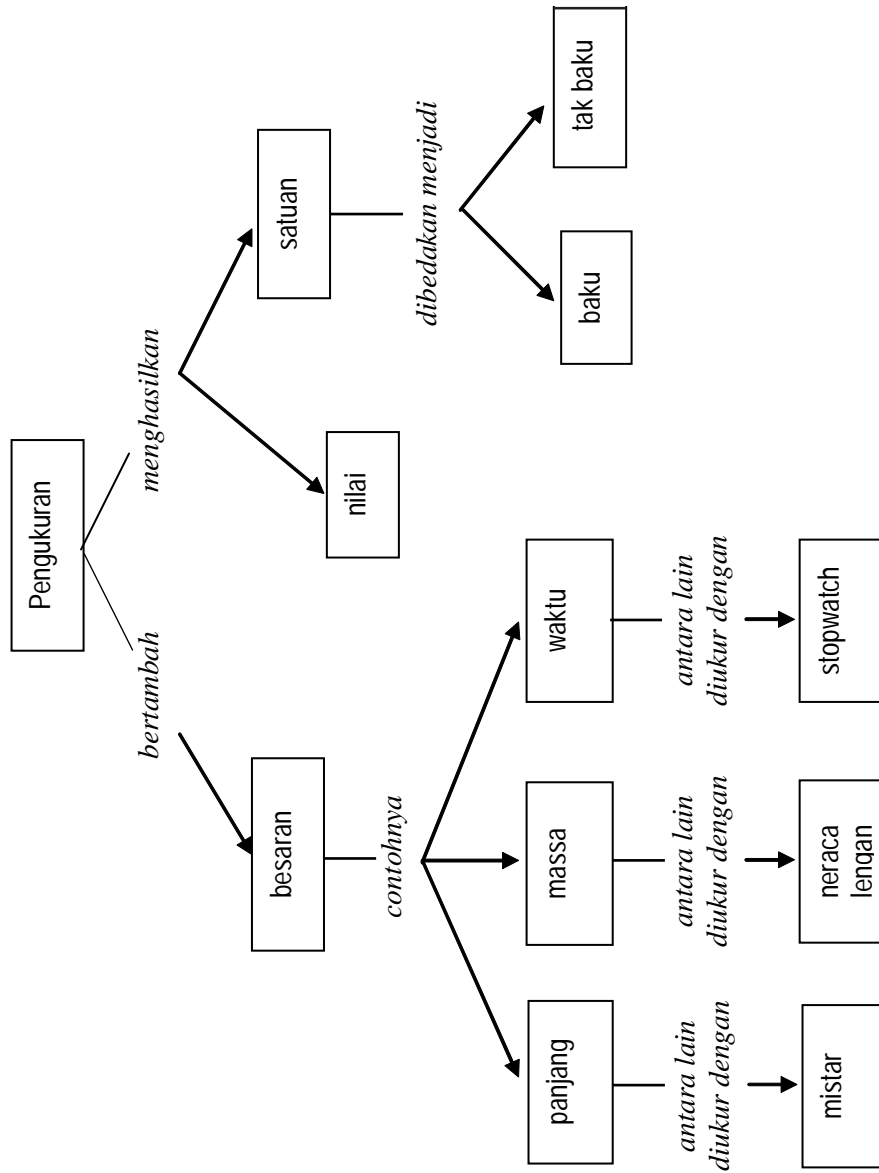 Pengukuran
bertambah
menghasilkan
besaran
nilai
satuan
contohnya
dibedakan menjadi
panjang
massa
waktu
baku
tak baku
antara lain
diukur dengan
antara lain
diukur dengan
antara lain
diukur dengan
mistar
neraca
lengan
stopwatch